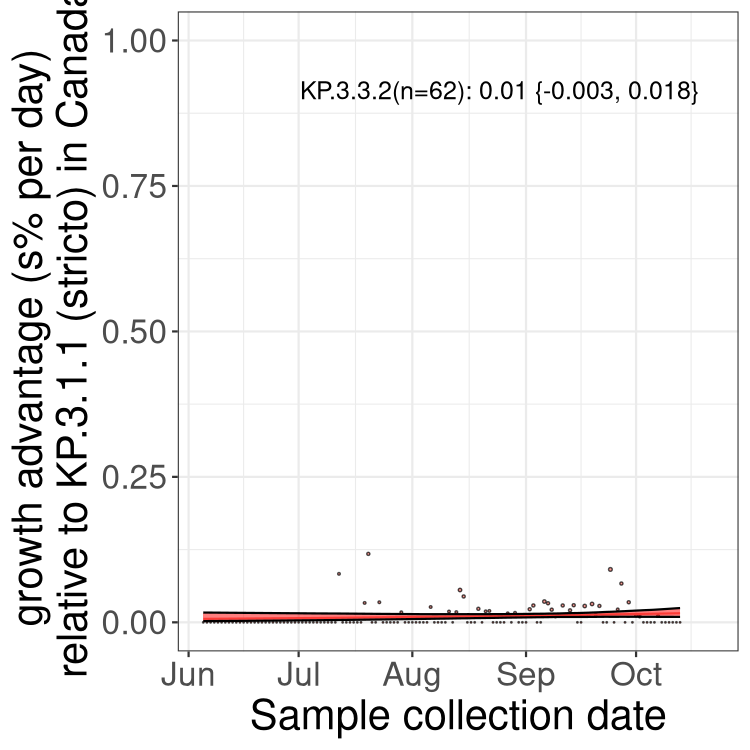 growth advantage (s% per day)
relative to KP.3.1.1 (stricto) in Canada
1.00
0.75
0.50
0.25
0.00
KP.3.3.2(n=62): 0.01 {-0.003, 0.018}
Jun Jul Aug Sep Oct
Sample collection date